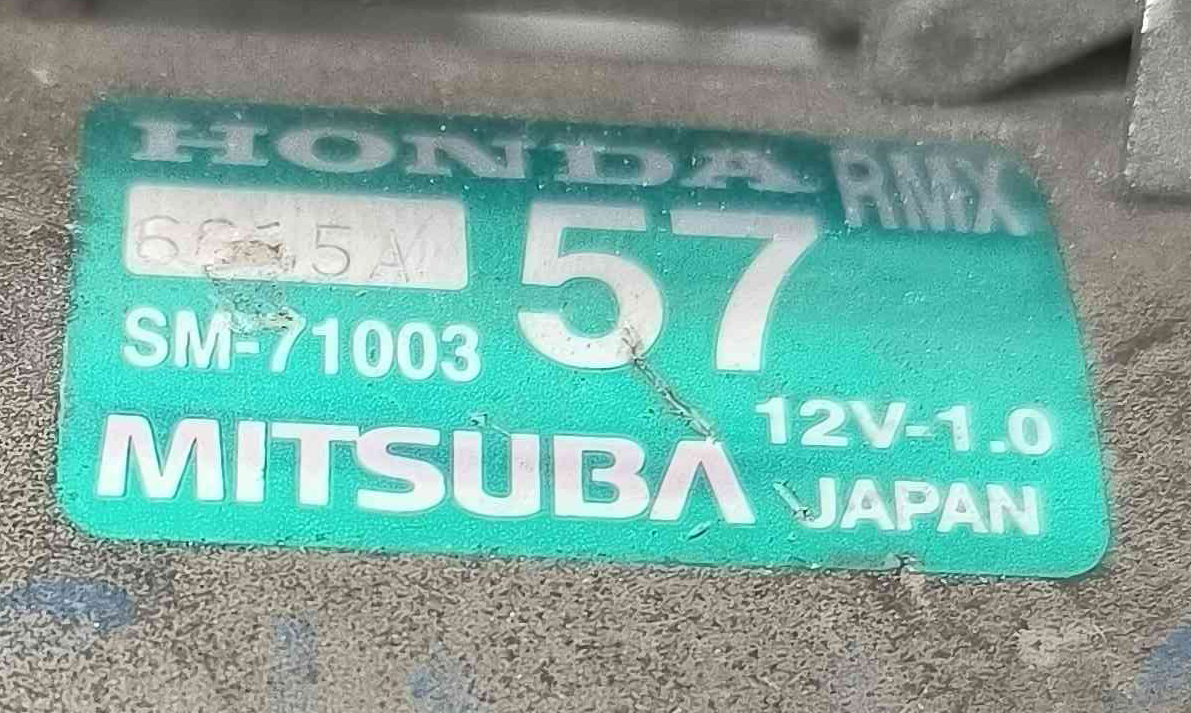 HONDA RMX
57
SM-71003
12V-1.0
MITSUBA
JAPAN